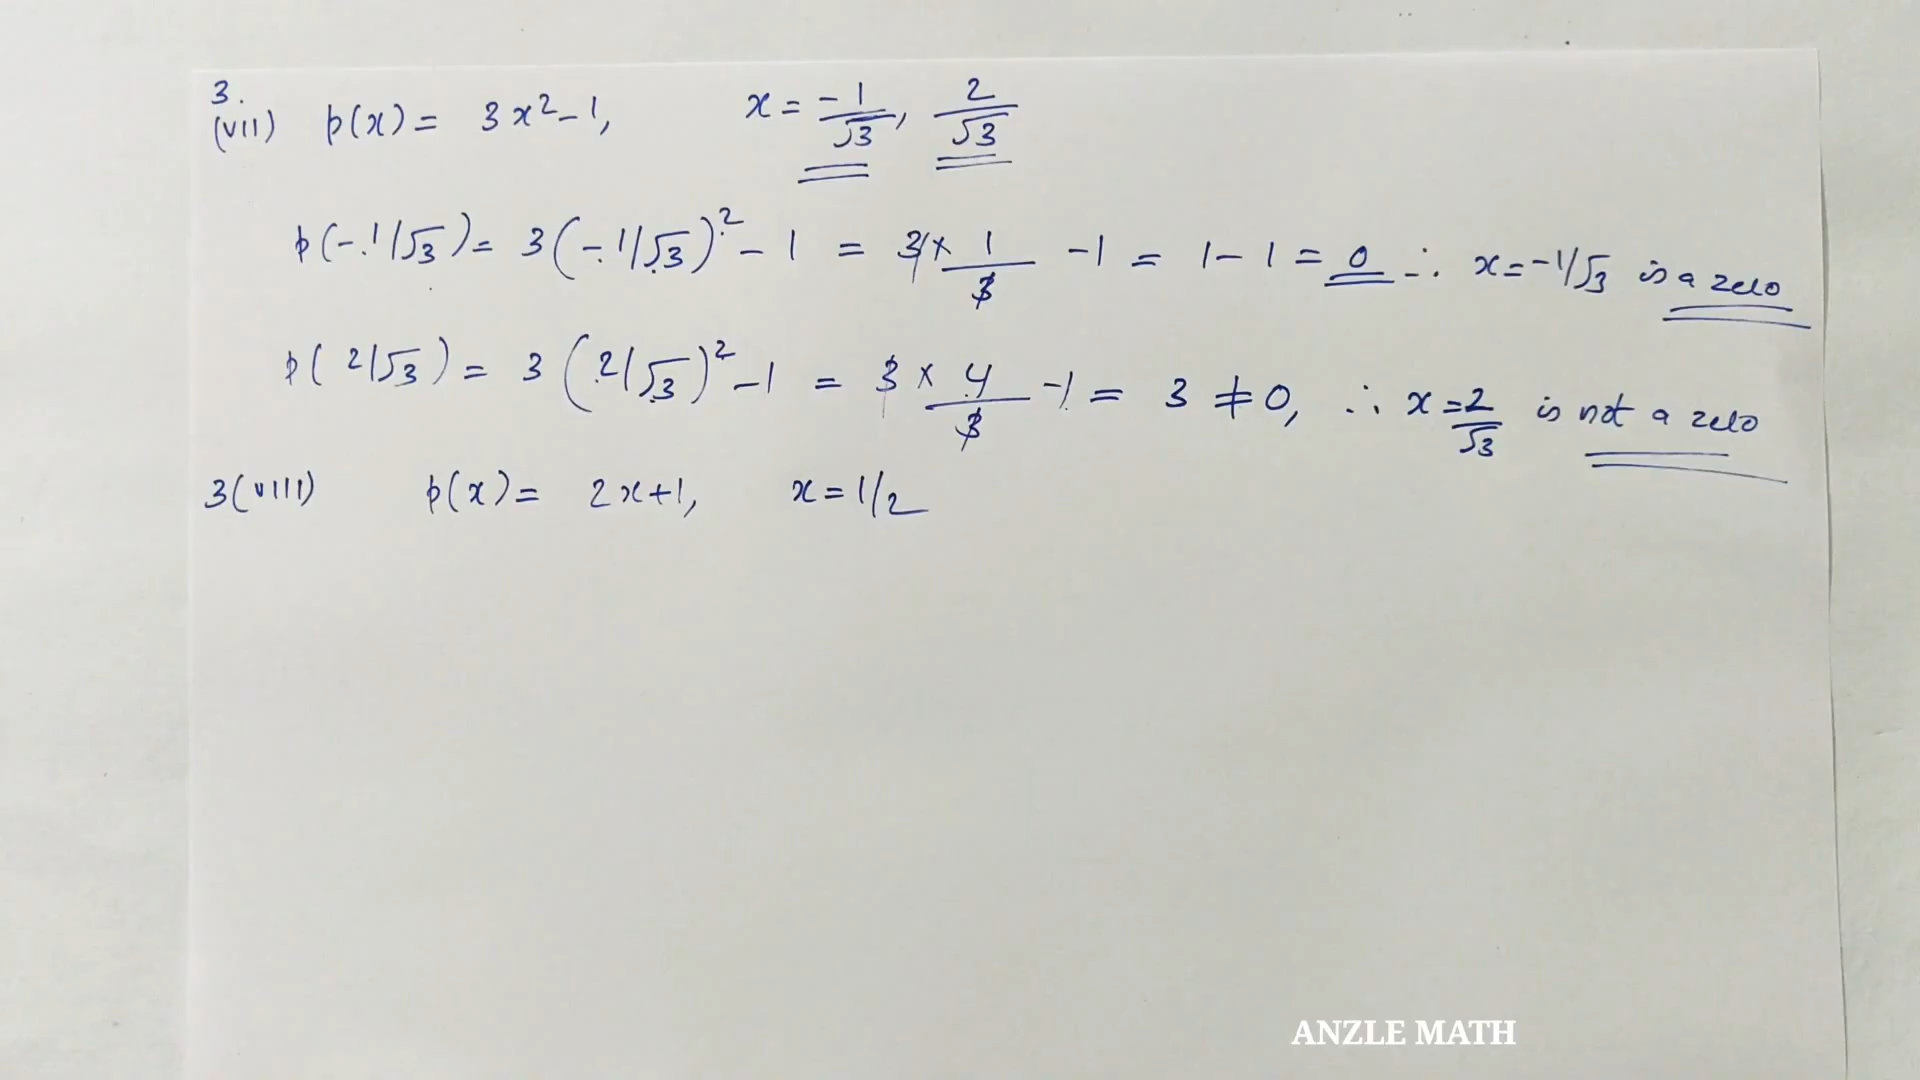 3.
(VII) p(x) = 3x² - 1, x = -1/√3, 2/√3
p(-1/√3) = 3(-1/√3)² - 1 = 3 × 1/3 - 1 = 1 - 1 = 0 ∴ x = -1/√3 is a zero
p(2/√3) = 3(2/√3)² - 1 = 3 × 4/3 - 1 = 3 ≠ 0, ∴ x = 2/√3 is not a zero
3(VIII) p(x) = 2x + 1, x = 1/2
ANZLE MATH